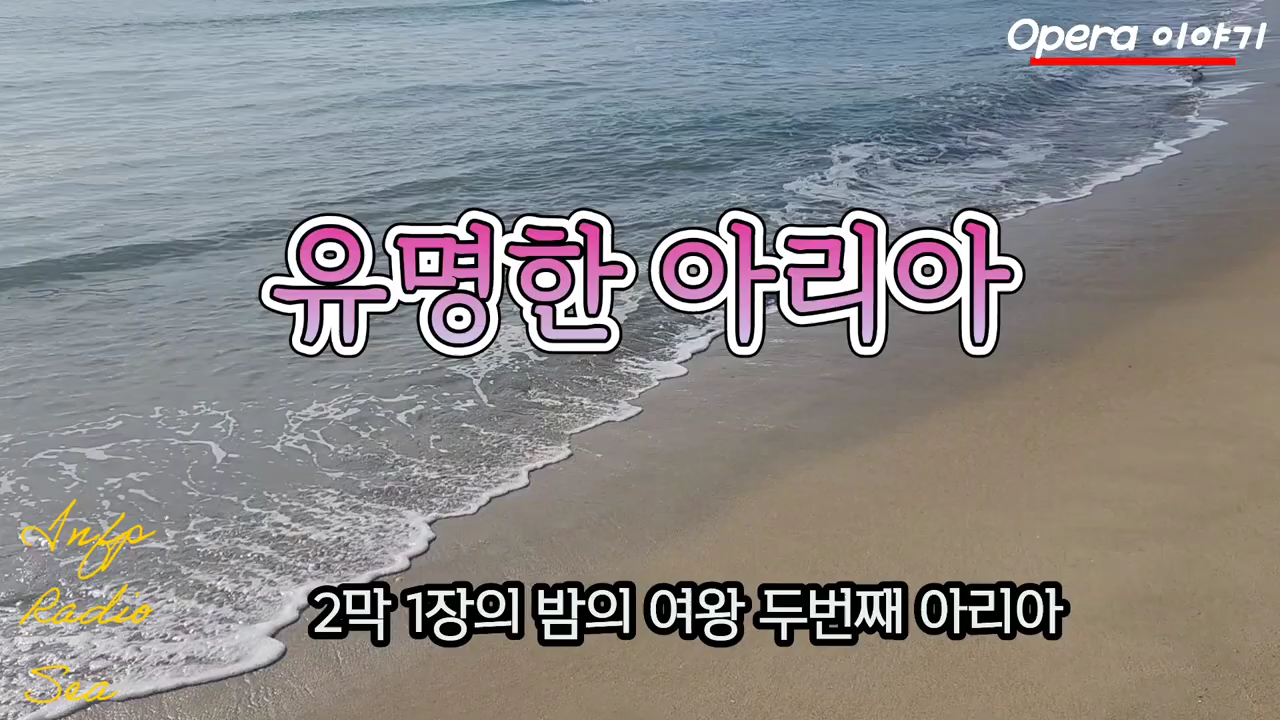 Opera 이야기
유명한 아리아
Anfp
Radio
Sea
2막 1장의 밤의 여왕 두번째 아리아